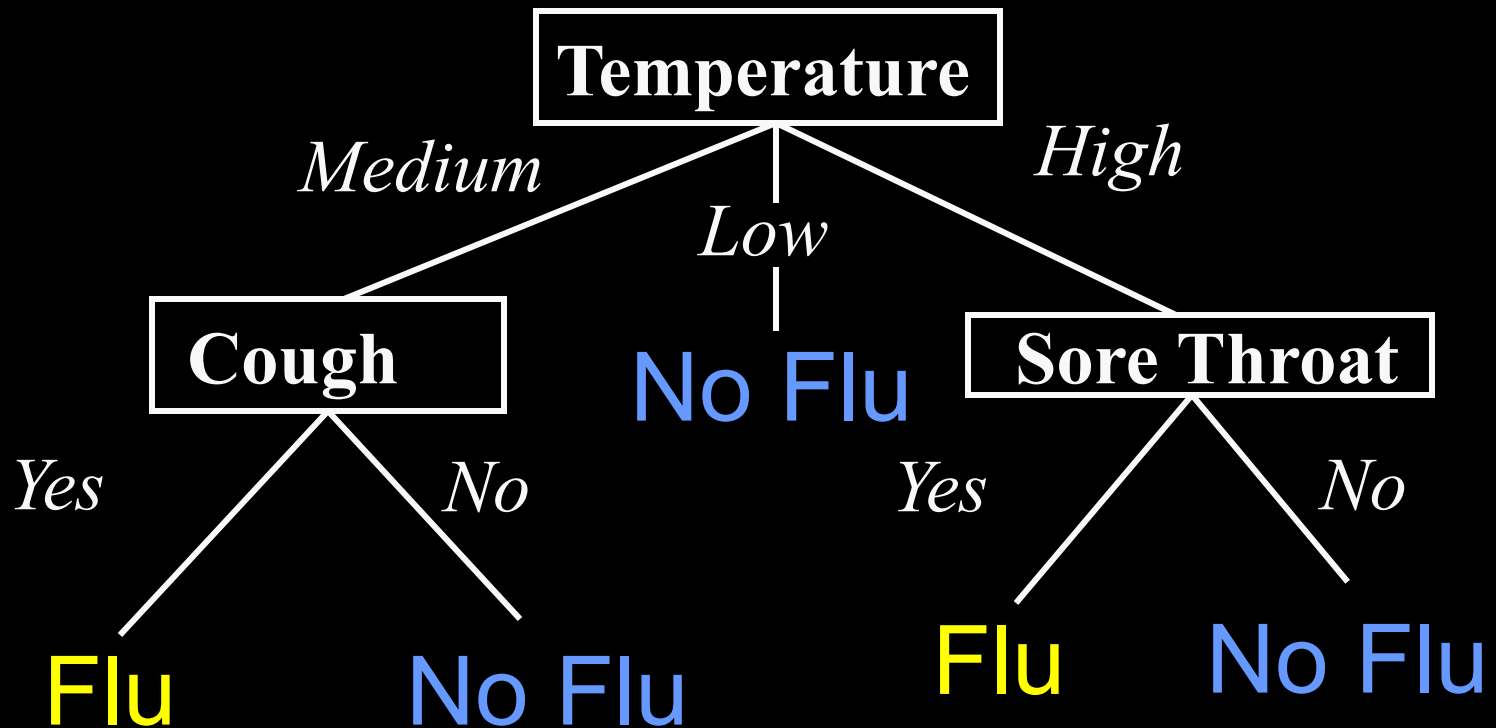 Temperature
Medium
Low
High
Cough
No Flu
Sore Throat
Yes
No
Yes
No
Flu
No Flu
Flu
No Flu